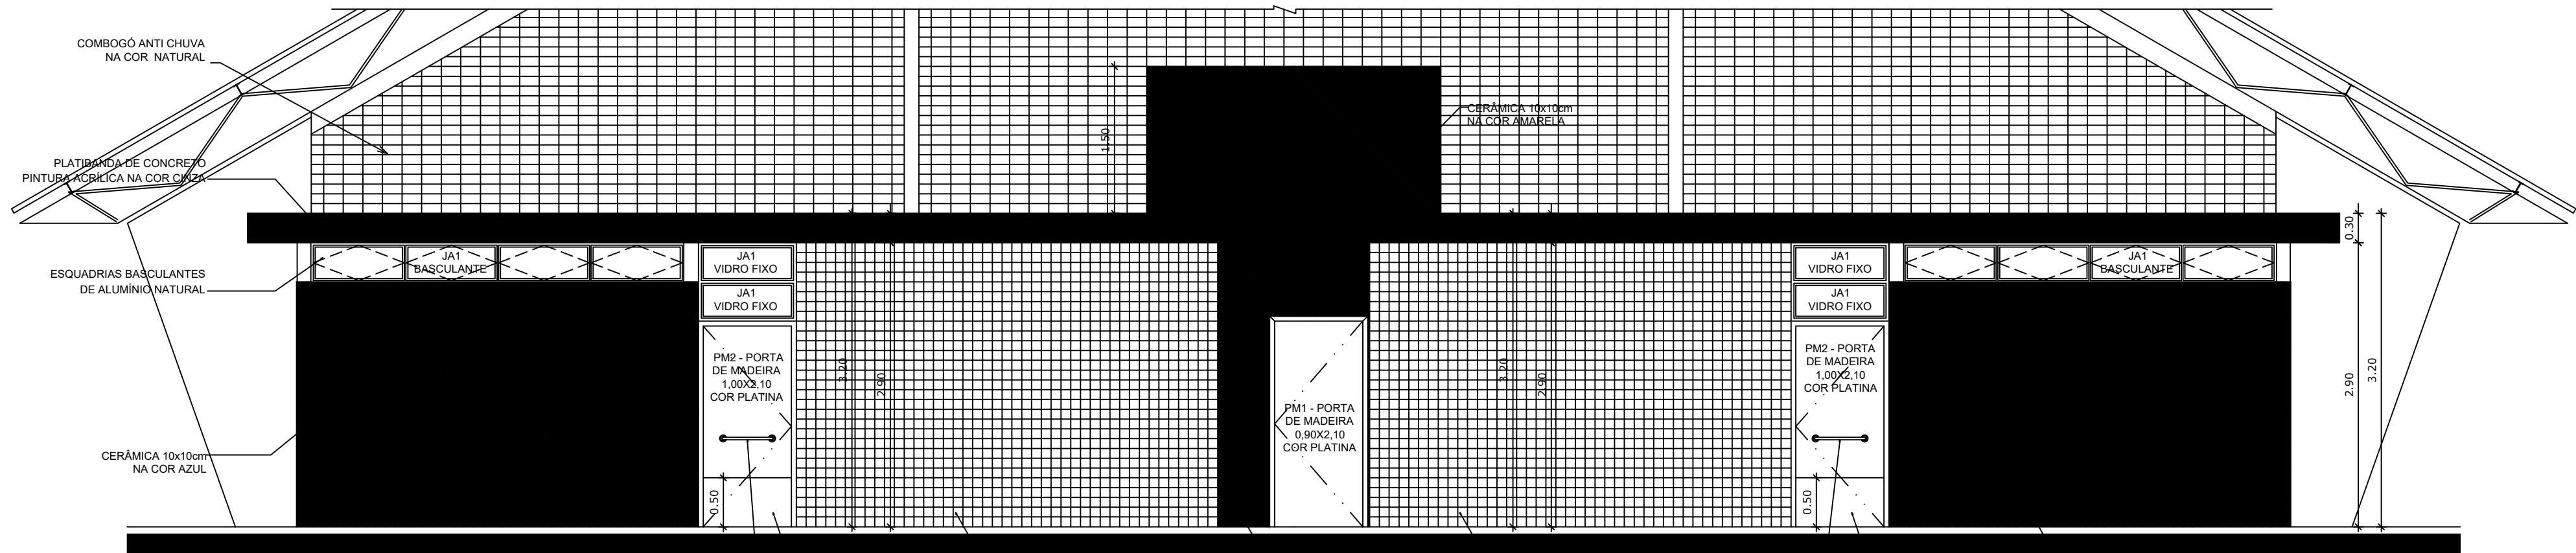 COMBOGÓ ANTI CHUVA
NA COR NATURAL
CERÂMICA 10x10cm
NA COR AMARELA
1.50
PLATIBANDA DE CONCRETO
PINTURA ACRÍLICA NA COR CINZA
0.30
ESQUADRIAS BASCULANTES
DE ALUMÍNIO NATURAL
JA1
BASCULANTE
JA1
VIDRO FIXO
JA1
VIDRO FIXO
JA1
VIDRO FIXO
JA1
VIDRO FIXO
JA1
BASCULANTE
PM2 - PORTA
DE MADEIRA
1,00X2,10
COR PLATINA
3.20
2.90
PM1 - PORTA
DE MADEIRA
0,90X2,10
COR PLATINA
3.20
2.90
PM2 - PORTA
DE MADEIRA
1,00X2,10
COR PLATINA
2.90
3.20
CERÂMICA 10x10cm
NA COR AZUL
0.50
0.50